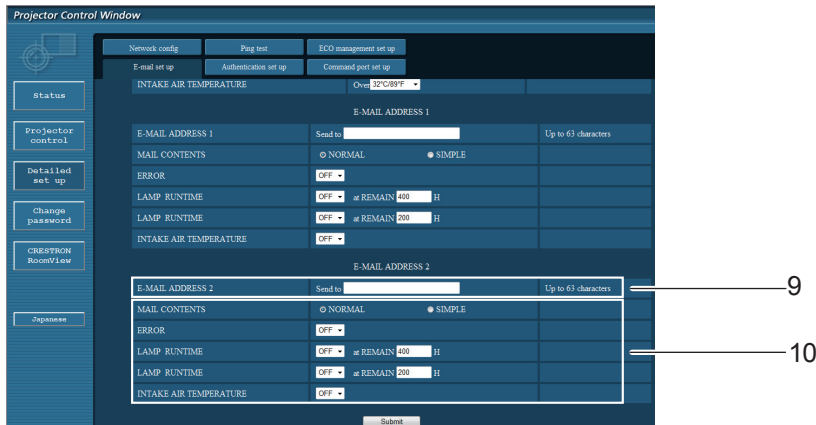 Projector Control Window
Network config Ping test ECO management set up
E-mail set up Authentication set up Command port set up
Status
Projector control
Detailed set up
Change password
CRESTRON RoomView
Japanese
INTAKE AIR TEMPERATURE Over 32°C/89°F
E-MAIL ADDRESS 1
E-MAIL ADDRESS 1 Send to Up to 63 characters
MAIL CONTENTS NORMAL SIMPLE
ERROR OFF
LAMP RUNTIME OFF at REMAIN 400 H
LAMP RUNTIME OFF at REMAIN 200 H
INTAKE AIR TEMPERATURE OFF
E-MAIL ADDRESS 2
E-MAIL ADDRESS 2 Send to Up to 63 characters 9
MAIL CONTENTS NORMAL SIMPLE
ERROR OFF
LAMP RUNTIME OFF at REMAIN 400 H 10
LAMP RUNTIME OFF at REMAIN 200 H
INTAKE AIR TEMPERATURE OFF
Submit